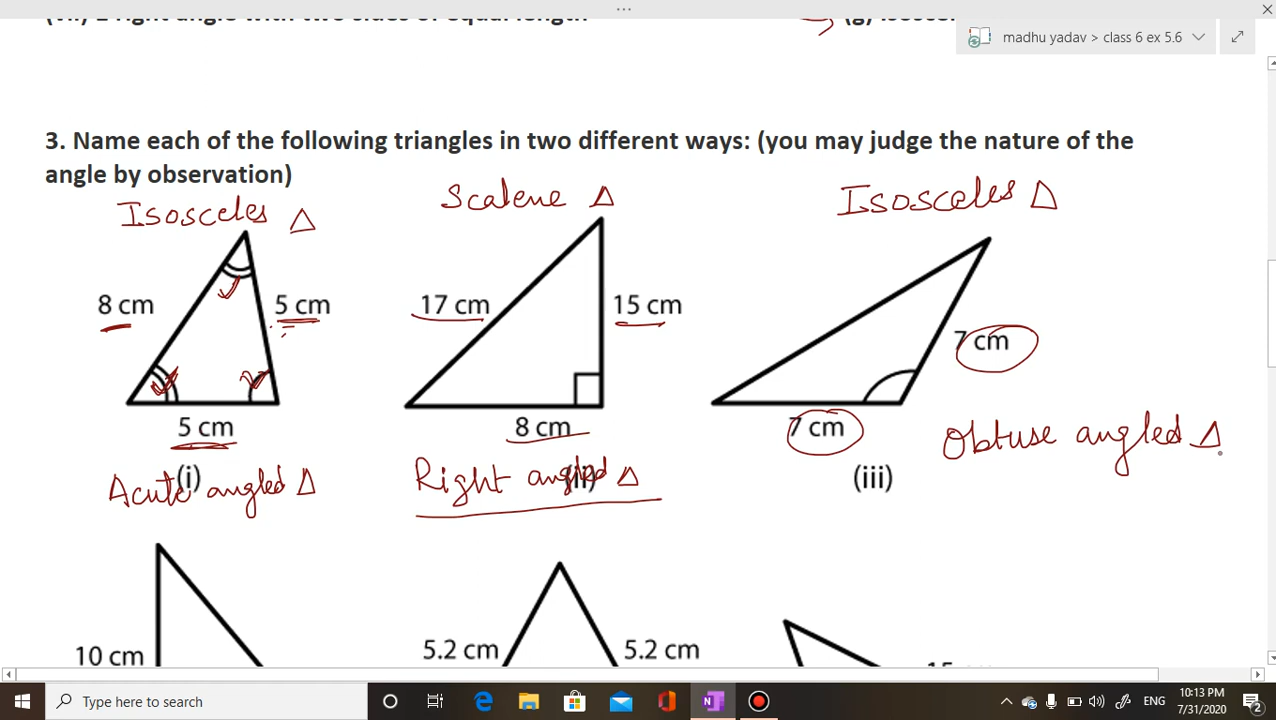 madhu yadav > class 6 ex 5.6
3. Name each of the following triangles in two different ways: (you may judge the nature of the
angle by observation)
Isosceles Δ
Scalene Δ
Isosceles Δ
8 cm
5 cm
17 cm
15 cm
7 cm
5 cm
8 cm
7 cm
Obtuse angled Δ
(i)
Acute angled Δ
(ii)
Right angled Δ
(iii)
10 cm
5.2 cm
5.2 cm
Type here to search
ENG
10:13 PM
7/31/2020
2